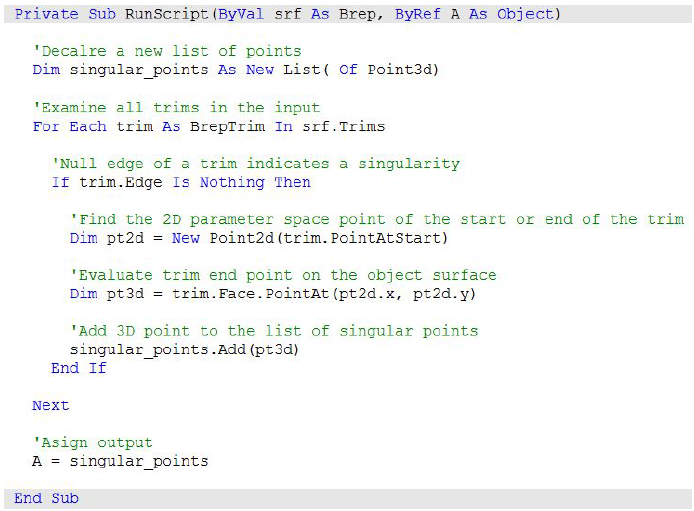 Private Sub RunScript(ByVal srf As Brep, ByRef A As Object)
'Decalre a new list of points
Dim singular_points As New List( Of Point3d)
'Examine all trims in the input
For Each trim As BrepTrim In srf.Trims
'Null edge of a trim indicates a singularity
If trim.Edge Is Nothing Then
'Find the 2D parameter space point of the start or end of the trim
Dim pt2d = New Point2d(trim.PointAtStart)
'Evaluate trim end point on the object surface
Dim pt3d = trim.Face.PointAt(pt2d.x, pt2d.y)
'Add 3D point to the list of singular points
singular_points.Add(pt3d)
End If
Next
'Asign output
A = singular_points
End Sub